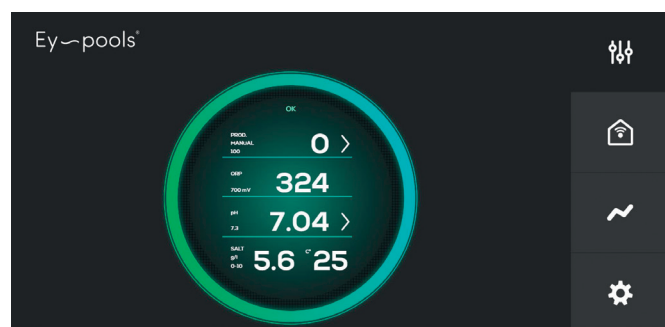 Ey—pools®
OK
PROD.
MANUAL
100
0 >
ORP
700 mV
324
pH
7.3
7.04 >
SALT
g/l
0-10
5.6 °C 25